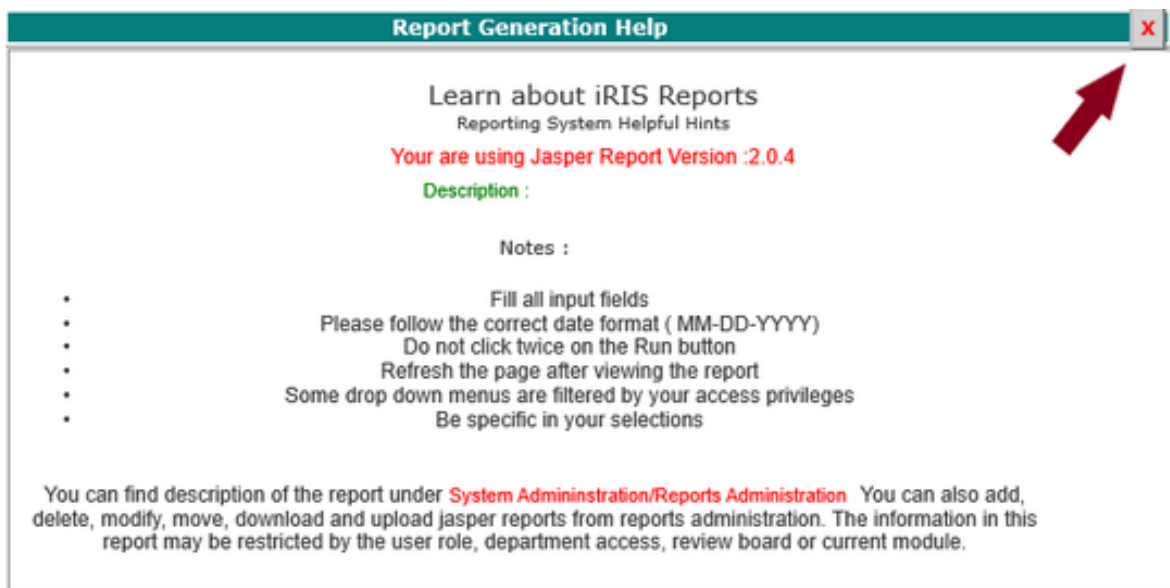 Report Generation Help
X
Learn about iRIS Reports
Reporting System Helpful Hints
Your are using Jasper Report Version :2.0.4
Description :
Notes :
• Fill all input fields
• Please follow the correct date format ( MM-DD-YYYY)
• Do not click twice on the Run button
• Refresh the page after viewing the report
• Some drop down menus are filtered by your access privileges
• Be specific in your selections
You can find description of the report under System Admininstration/Reports Administration You can also add,
delete, modify, move, download and upload jasper reports from reports administration. The information in this
report may be restricted by the user role, department access, review board or current module.